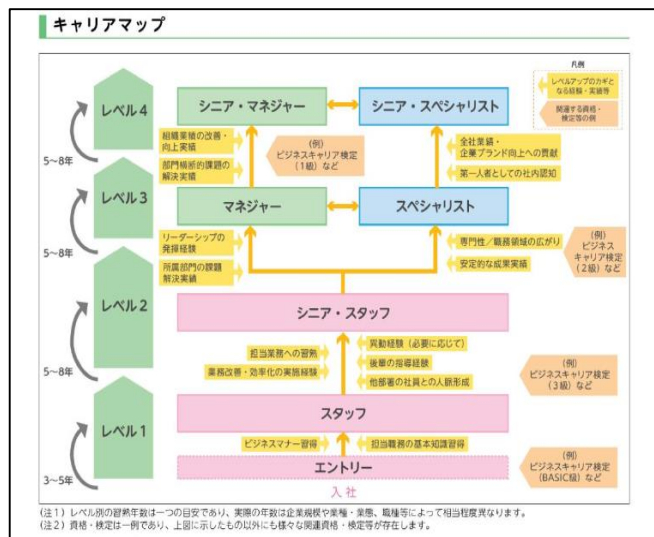 キャリアマップ
凡例
レベルアップのカギと
なる経験・実績等
関連する資格・
検定等の例
レベル4
シニア・マネジャー
シニア・スペシャリスト
5~8年
組織業績の改善・
向上実績
部門横断的課題の
解決実績
(例)
ビジネスキャリア検定
(1級)など
全社業績・
企業ブランド向上への貢献
第一人者としての社内認知
レベル3
マネジャー
スペシャリスト
5~8年
リーダーシップの
発揮経験
所属部門の課題
解決実績
専門性/職務領域の広がり
安定的な成果実績
(例)
ビジネス
キャリア検定
(2級)など
レベル2
シニア・スタッフ
5~8年
担当業務への習熟
業務改善・効率化の実施経験
異動経験(必要に応じて)
後輩の指導経験
他部署の社員との人脈形成
(例)
ビジネスキャリア検定
(3級)など
レベル1
スタッフ
3~5年
ビジネスマナー習得
担当職務の基本知識習得
エントリー
入社
(例)
ビジネスキャリア検定
(BASIC級)など
(注1)レベル別の習熟年数は一つの目安であり、実際の年数は企業規模や業種・業態、職種等によって相当程度異なります。
(注2)資格・検定は一例であり、上図に示したもの以外にも様々な関連資格・検定等が存在します。